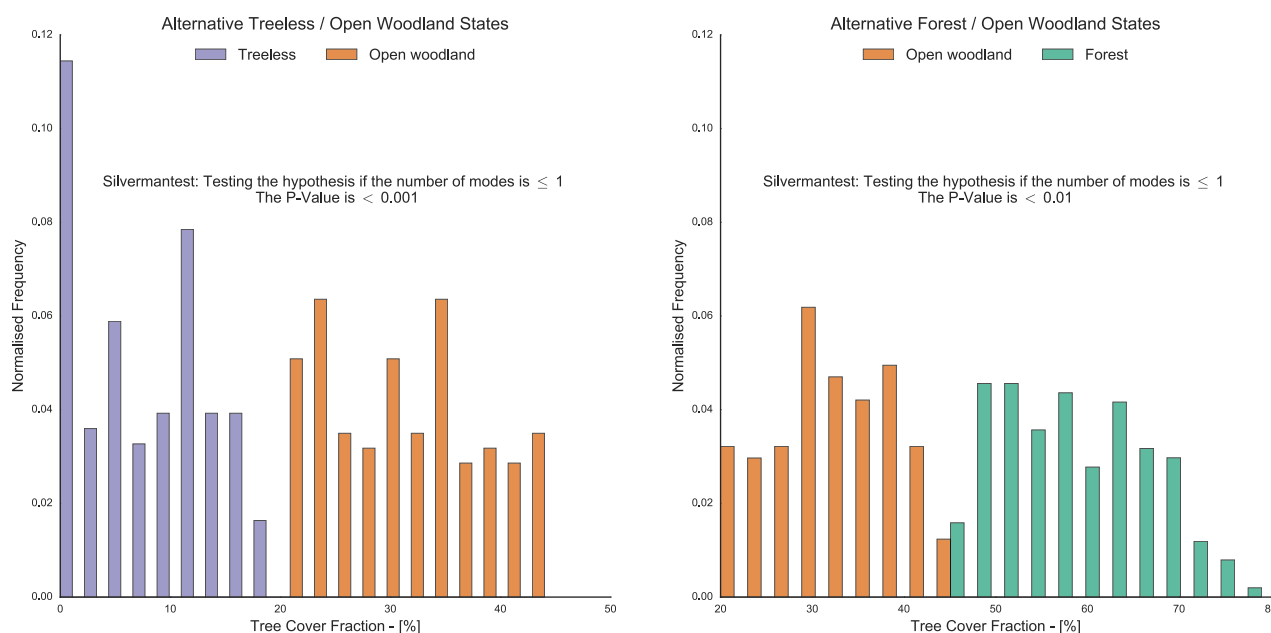 Alternative Treeless / Open Woodland States
Treeless
Open woodland
Silvermantest: Testing the hypothesis if the number of modes is ≤ 1
The P-Value is < 0.001
Normalised Frequency
0.12
0.10
0.08
0.06
0.04
0.02
0.00
0
10
20
30
40
50
Tree Cover Fraction - [%]
Alternative Forest / Open Woodland States
Open woodland
Forest
Silvermantest: Testing the hypothesis if the number of modes is ≤ 1
The P-Value is < 0.01
Normalised Frequency
0.12
0.10
0.08
0.06
0.04
0.02
0.00
20
30
40
50
60
70
8
Tree Cover Fraction - [%]